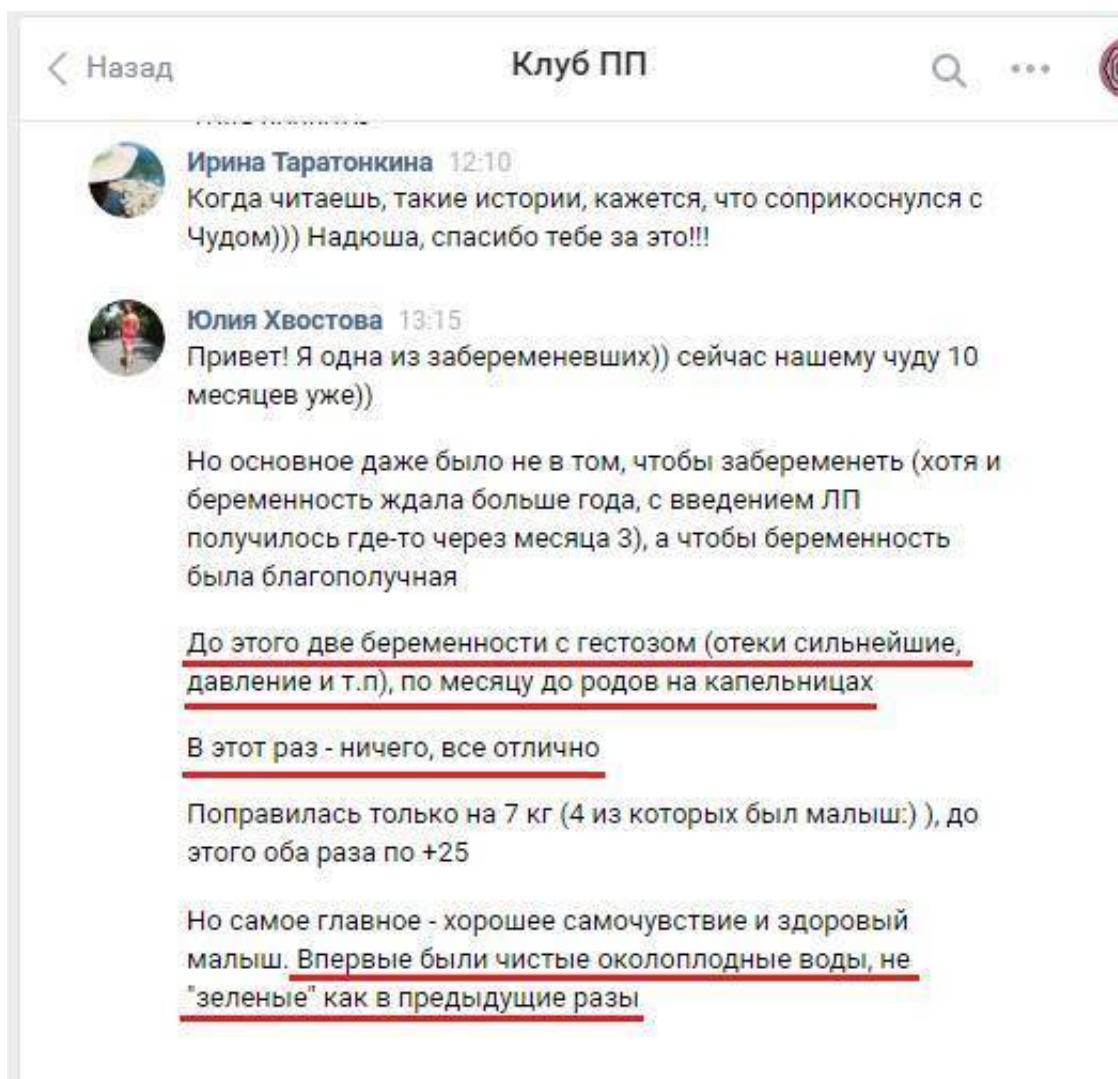 Назад
Клуб ПП
Ирина Таратонкина 12:10
Когда читаешь, такие истории, кажется, что соприкоснулся с
Чудом))) Надюша, спасибо тебе за это!!!
Юлия Хвостова 13:15
Привет! Я одна из забеременевших)) сейчас нашему чуду 10
месяцев уже))
Но основное даже было не в том, чтобы забеременеть (хотя и
беременность ждала больше года, с введением ЛП
получилось где-то через месяца 3), а чтобы беременность
была благополучная
До этого две беременности с гестозом (отеки сильнейшие,
давление и т.п), по месяцу до родов на капельницах
В этот раз - ничего, все отлично
Поправилась только на 7 кг (4 из которых был малыш:) ), до
этого оба раза по +25
Но самое главное - хорошее самочувствие и здоровый
малыш. Впервые были чистые околоплодные воды, не
"зеленые" как в предыдущие разы